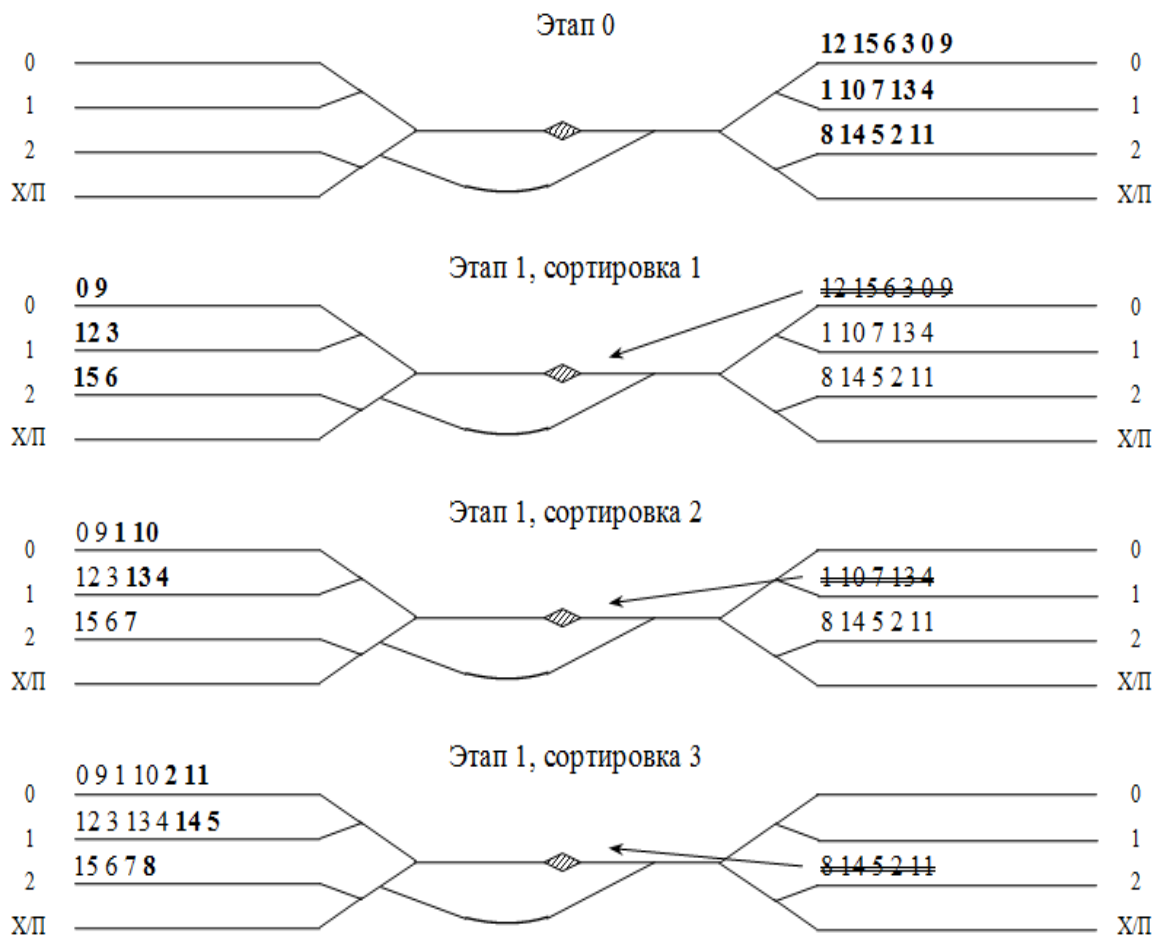 Этап 0
12 15 6 3 0 9
0 0
1 10 7 13 4
1 1
8 14 5 2 11
2 2
Х/П Х/П
Этап 1, сортировка 1
0 9 12 15 6 3 0 9
0 0
12 3 1 10 7 13 4
1 1
15 6 8 14 5 2 11
2 2
Х/П Х/П
Этап 1, сортировка 2
0 9 1 10
0 0
12 3 13 4 1 10 7 13 4
1 1
15 6 7 8 14 5 2 11
2 2
Х/П Х/П
Этап 1, сортировка 3
0 9 1 10 2 11
0 0
12 3 13 4 14 5
1 1
15 6 7 8 8 14 5 2 11
2 2
Х/П Х/П